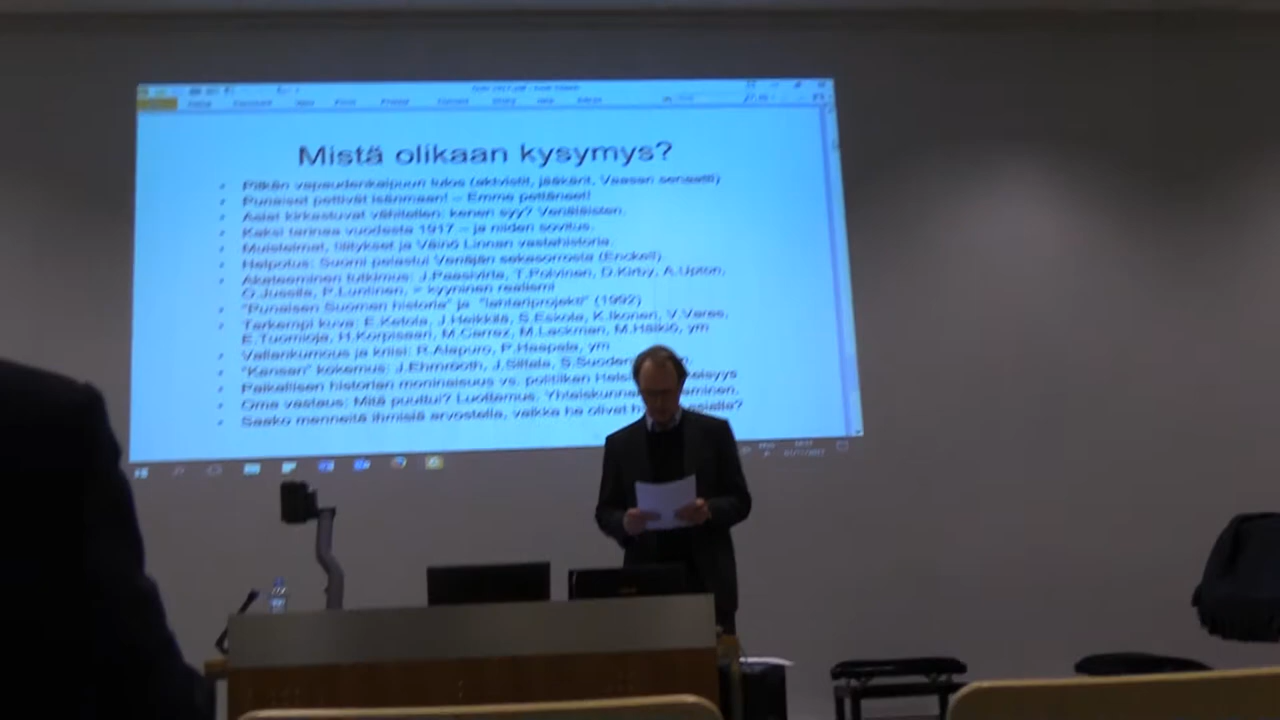 Mistä olikaan kysymys?
Pitkän vapaudenkaipuun tulos (aktivistit, jääkärit, Vaasan senaatti)
Punaiset pettivät isänmaan! – Emme pettäneet!
Asiat kirkastuvat vähitellen: kenen syy? Venäläisten.
Kaksi tarinaa vuodesta 1917 – ja niiden sovitus.
Muistelmat, tilitykset ja Väinö Linnan vastahistoria.
Helpotus: Suomi pelastui Venäjän sekasorrosta (Enckell)
Akateeminen tutkimus: J.Paasivirta, T.Polvinen, D.Kirby, A.Upton,
O.Jussila, P.Luntinen, = kyyninen realismi
"Punaisen Suomen historia" ja "lahtariprojekti" (1992)
Tarkempi kuva: E.Ketola, J.Heikkilä, S.Eskola, K.Ikonen, V.Vares,
E.Tuomioja, H.Korpisaari, M.Carrez, M.Lackman, M.Häikiö, ym
Vallankumous ja kriisi: R.Alapuro, P.Haapala, ym
"Kansan" kokemus: J.Ehrnrooth, J.Siltala,
Paikallisen historian moninaisuus vs. politiikan
Oma vastaus: Mitä puuttui? Luottamus.
Saako menneitä ihmisiä arvostella, vaikka he olivat